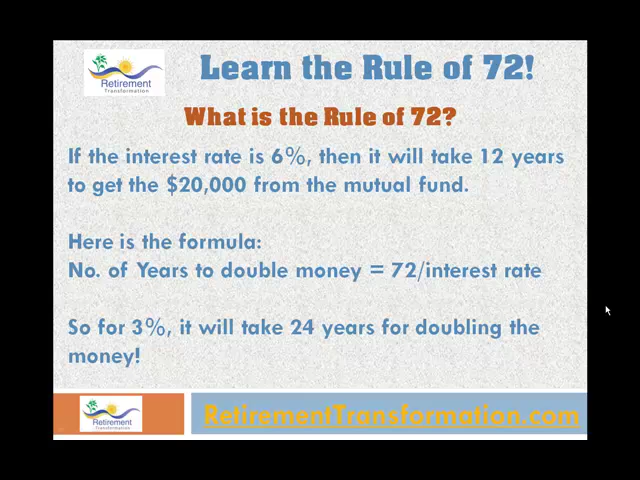 Retirement
Transformation
Learn the Rule of 72!
What is the Rule of 72?
If the interest rate is 6%, then it will take 12 years
to get the $20,000 from the mutual fund.
Here is the formula:
No. of Years to double money = 72/interest rate
So for 3%, it will take 24 years for doubling the
money!
Retirement
Transformation
RetirementTransformation.com